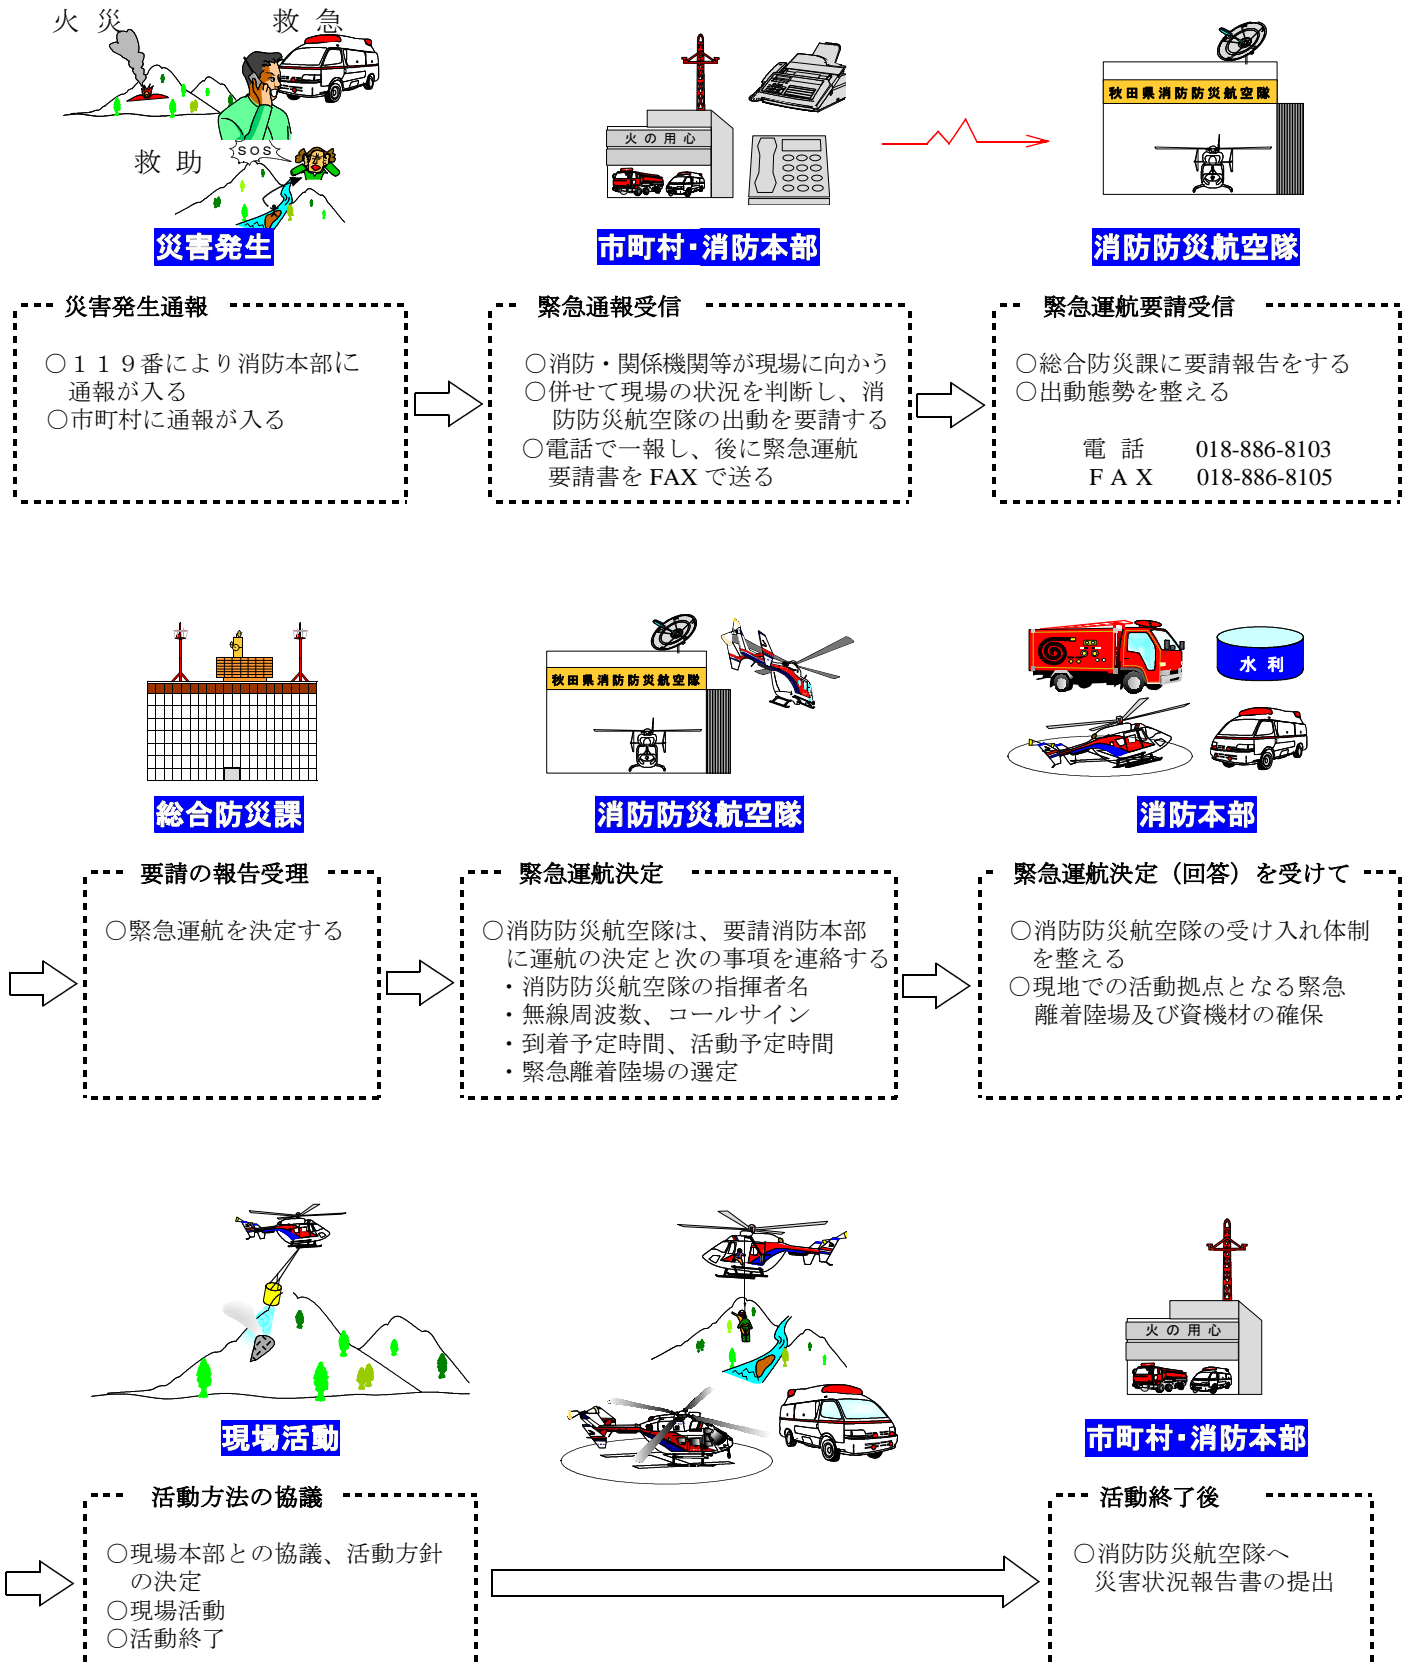 火 災
救 急
救 助
SOS
火 の 用 心
秋田県消防防災航空隊
災害発生
市町村・消防本部
消防防災航空隊
災害発生通報
○１１９番により消防本部に
通報が入る
○市町村に通報が入る
緊急通報受信
○消防・関係機関等が現場に向かう
○併せて現場の状況を判断し、消
防防災航空隊の出動を要請する
○電話で一報し、後に緊急運航
要請書を FAX で送る
緊急運航要請受信
○総合防災課に要請報告をする
○出動態勢を整える
電 話 018-886-8103
ＦＡＸ 018-886-8105
秋田県消防防災航空隊
水 利
総合防災課
消防防災航空隊
消防本部
要請の報告受理
○緊急運航を決定する
緊急運航決定
○消防防災航空隊は、要請消防本部
に運航の決定と次の事項を連絡する
・消防防災航空隊の指揮者名
・無線周波数、コールサイン
・到着予定時間、活動予定時間
・緊急離着陸場の選定
緊急運航決定（回答）を受けて
○消防防災航空隊の受け入れ体制
を整える
○現地での活動拠点となる緊急
離着陸場及び資機材の確保
火 の 用 心
現場活動
市町村・消防本部
活動方法の協議
○現場本部との協議、活動方針
の決定
○現場活動
○活動終了
活動終了後
○消防防災航空隊へ
災害状況報告書の提出